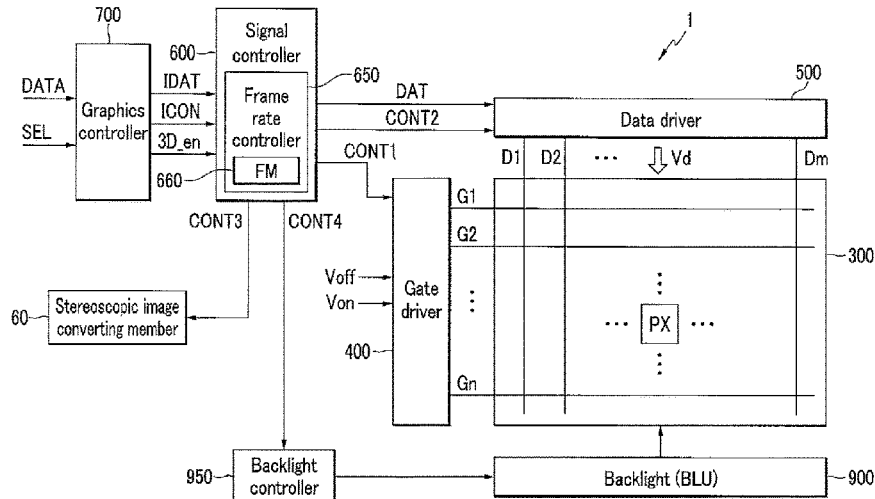 700
600
Signal
controller
1
DATA
SEL
Graphics
controller
IDAT
ICON
3D_en
650
Frame
rate
controller
660
FM
DAT
CONT2
500
Data driver
CONT1
D1
D2
...
Vd
Dm
CONT3
CONT4
G1
G2
300
Voff
Von
Gate
driver
400
PX
Gn
60
Stereoscopic image
converting member
950
Backlight
controller
Backlight (BLU)
900